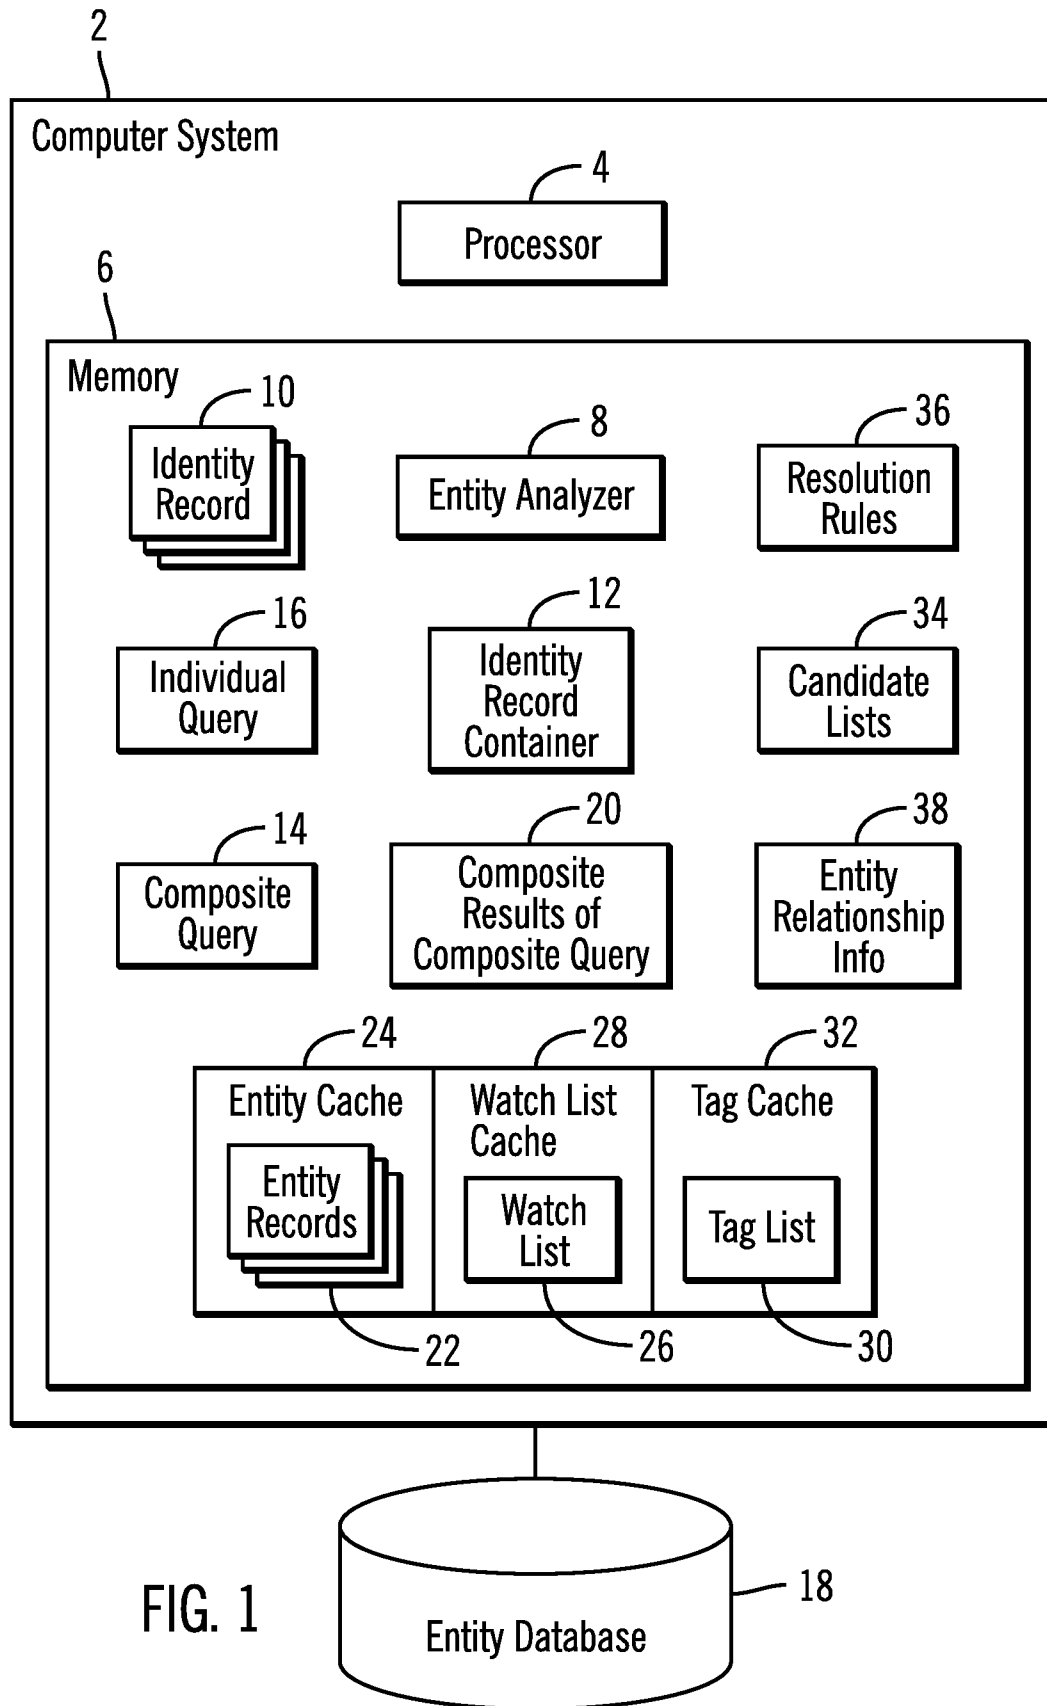 2
Computer System
4
Processor
6
Memory
10
Identity
Record
8
Entity Analyzer
36
Resolution
Rules
16
Individual
Query
12
Identity
Record
Container
34
Candidate
Lists
14
Composite
Query
20
Composite
Results of
Composite Query
38
Entity
Relationship
Info
24
Entity Cache
Entity
Records
22
28
Watch List
Cache
Watch
List
26
32
Tag Cache
Tag List
30
18
Entity Database
FIG. 1